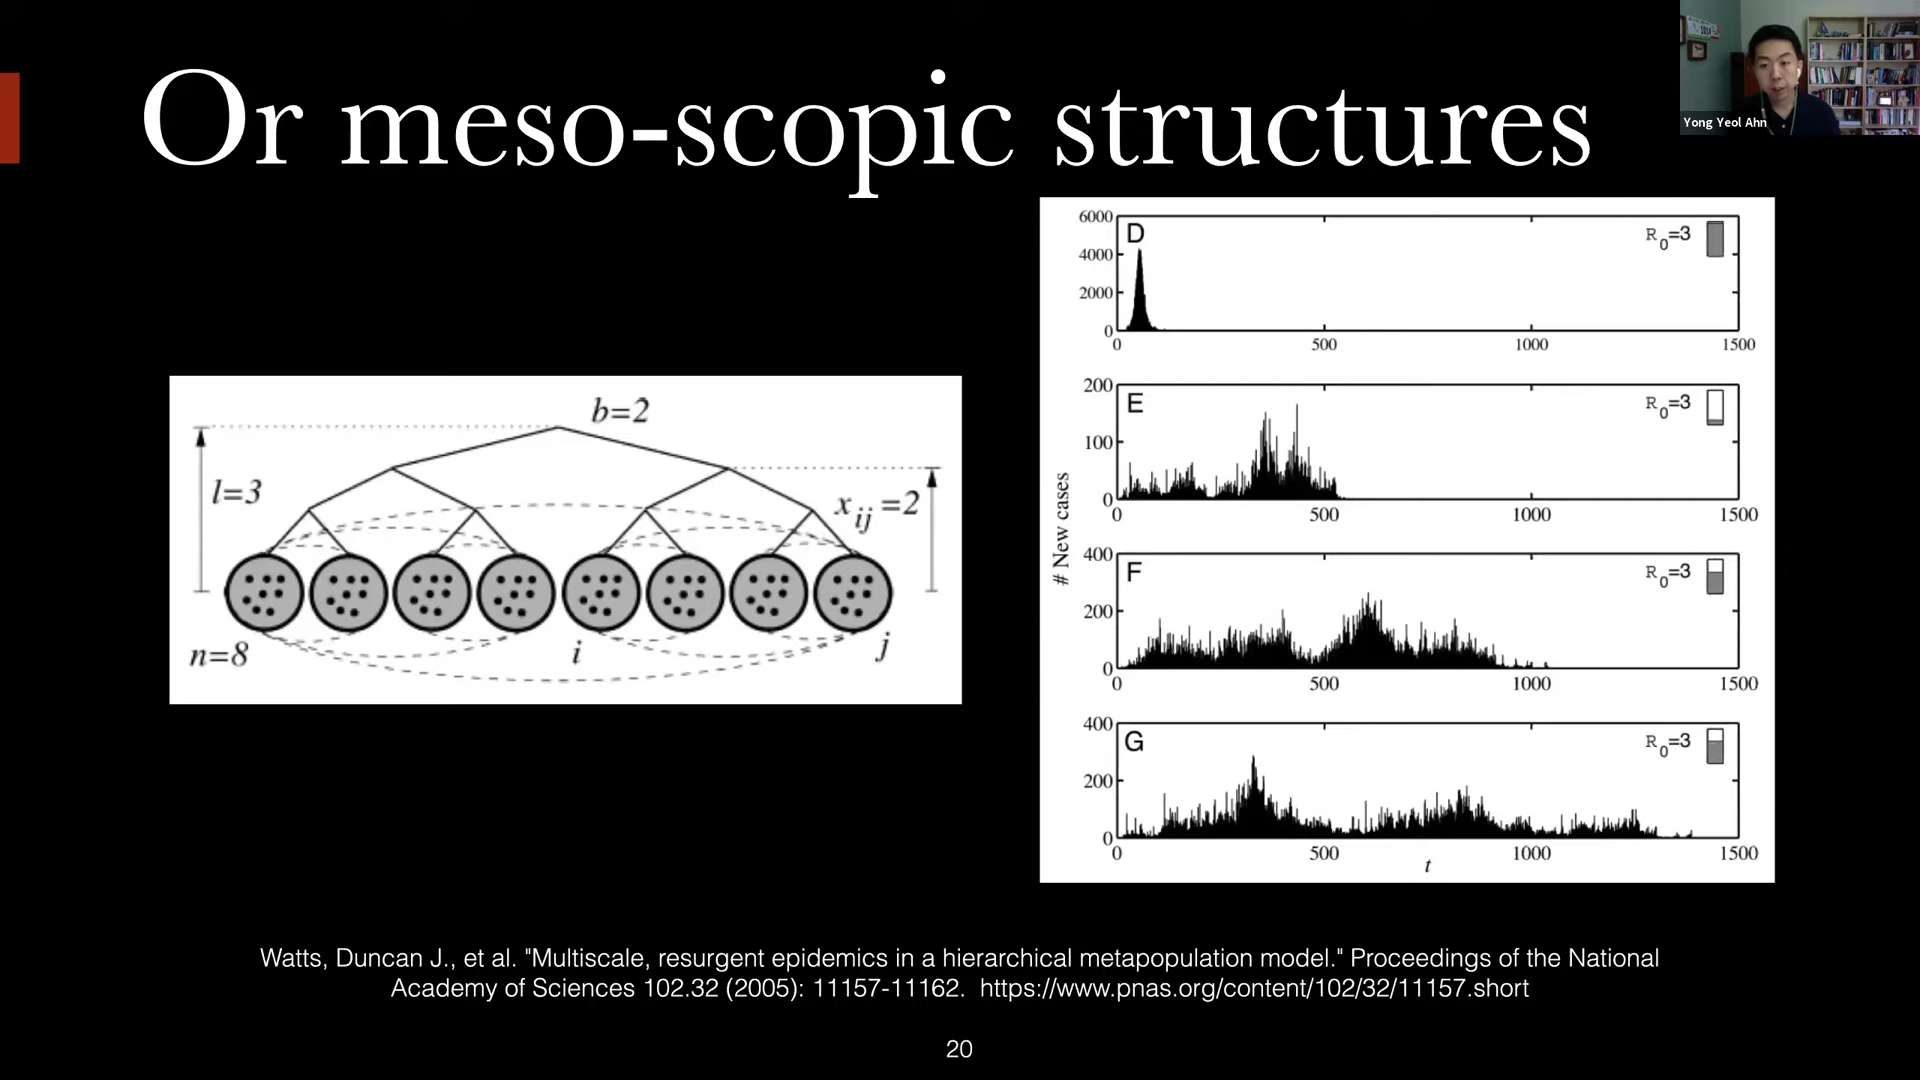 Or meso-scopic structures
Yong Yeol Ahn
b=2
l=3
x ij =2
n=8
i
j
# New cases
6000
4000
2000
0
D
R0=3
0 500 1000 1500
200
100
0
E
R0=3
0 500 1000 1500
400
200
0
F
R0=3
0 500 1000 1500
400
200
0
G
R0=3
0 500 1000 1500
t
Watts, Duncan J., et al. "Multiscale, resurgent epidemics in a hierarchical metapopulation model." Proceedings of the National
Academy of Sciences 102.32 (2005): 11157-11162. https://www.pnas.org/content/102/32/11157.short
20